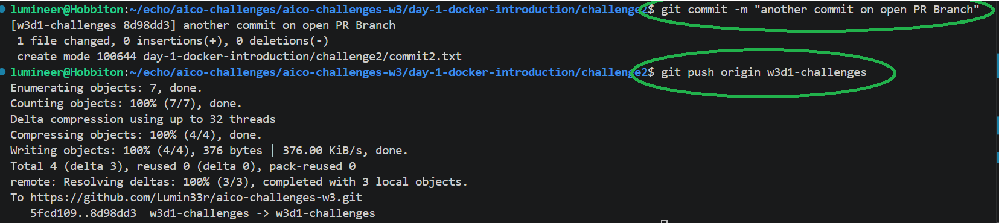 lumineer@Hobbiton:~/echo/aico-challenges/aico-challenges-w3/day-1-docker-introduction/challenge2$ git commit -m "another commit on open PR Branch"
[w3d1-challenges 8d98dd3] another commit on open PR Branch
 1 file changed, 0 insertions(+), 0 deletions(-)
 create mode 100644 day-1-docker-introduction/challenge2/commit2.txt
lumineer@Hobbiton:~/echo/aico-challenges/aico-challenges-w3/day-1-docker-introduction/challenge2$ git push origin w3d1-challenges
Enumerating objects: 7, done.
Counting objects: 100% (7/7), done.
Delta compression using up to 32 threads
Compressing objects: 100% (4/4), done.
Writing objects: 100% (4/4), 376 bytes | 376.00 KiB/s, done.
Total 4 (delta 3), reused 0 (delta 0), pack-reused 0
remote: Resolving deltas: 100% (3/3), completed with 3 local objects.
To https://github.com/Lumin33r/aico-challenges-w3.git
   5fcd109..8d98dd3  w3d1-challenges -> w3d1-challenges